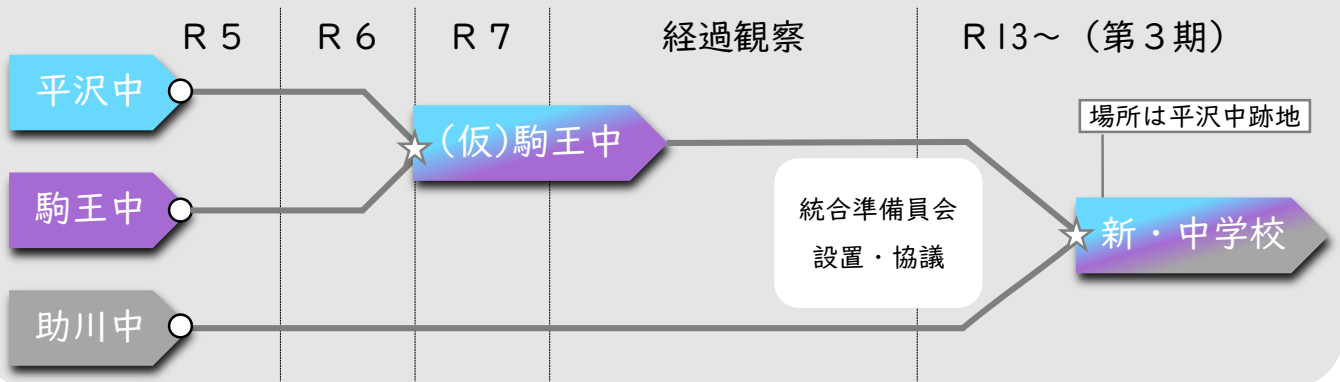 R5 R6 R7 経過観察 R13～(第3期)
平沢中
(仮)駒王中
場所は平沢中跡地
駒王中
統合準備員会
設置・協議
新・中学校
助川中